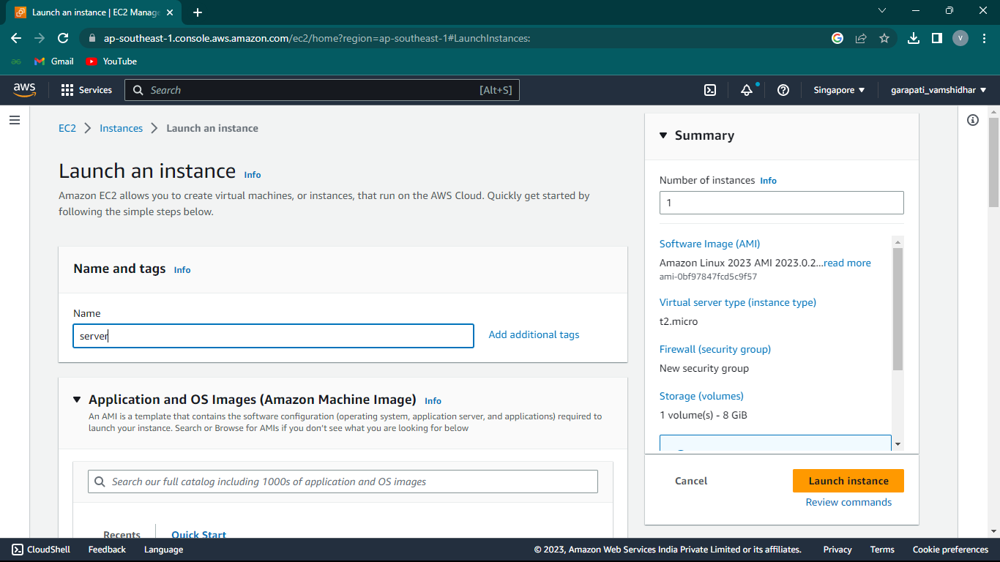 Launch an instance | EC2 Manage
ap-southeast-1.console.aws.amazon.com/ec2/home?region=ap-southeast-1#LaunchInstances:
V
Gmail
YouTube
aws
Services
Search
[Alt+S]
Singapore
garapati_vamshidhar
EC2
Instances
Launch an instance
Launch an instance Info
Amazon EC2 allows you to create virtual machines, or instances, that run on the AWS Cloud. Quickly get started by
following the simple steps below.
Name and tags Info
Name
server
Add additional tags
Application and OS Images (Amazon Machine Image) Info
An AMI is a template that contains the software configuration (operating system, application server, and applications) required to
launch your instance. Search or Browse for AMIs if you don't see what you are looking for below
Search our full catalog including 1000s of application and OS images
Recents
Quick Start
Summary
Number of instances Info
1
Software Image (AMI)
Amazon Linux 2023 AMI 2023.0.2...read more
ami-0bf97847fcd5c9f57
Virtual server type (instance type)
t2.micro
Firewall (security group)
New security group
Storage (volumes)
1 volume(s) - 8 GiB
Cancel
Launch instance
Review commands
CloudShell
Feedback
Language
© 2023, Amazon Web Services India Private Limited or its affiliates.
Privacy
Terms
Cookie preferences